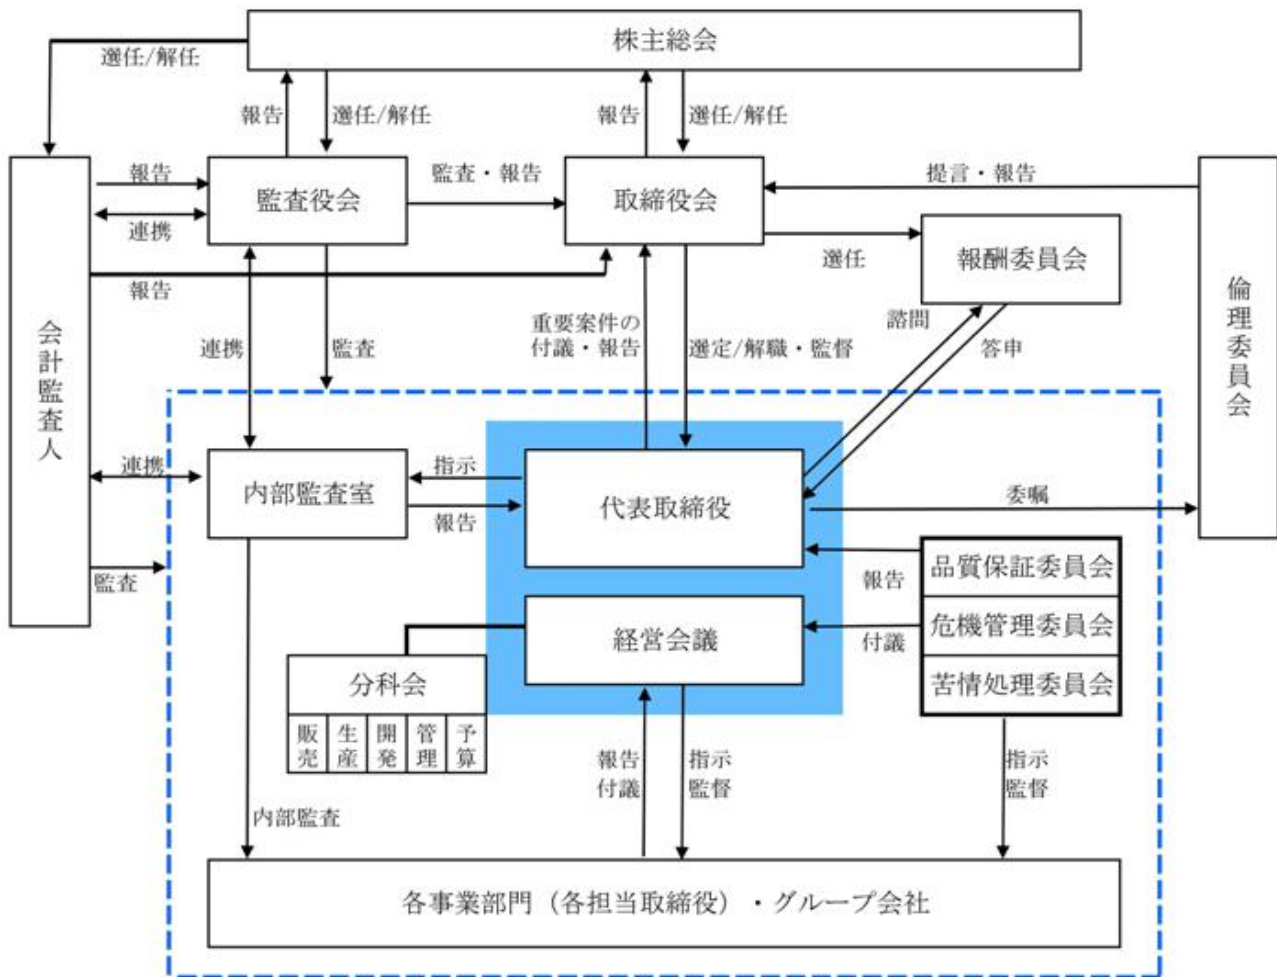 株主総会
選任/解任
報告
選任/解任
報告
選任/解任
報告
連携
監査役会
監査・報告
取締役会
提言・報告
選任
報酬委員会
報告
会計監査人
倫理委員会
連携
監査
重要案件の
付議・報告
選定/解職・監督
諮問
答申
連携
内部監査室
指示
報告
代表取締役
委嘱
監査
報告
品質保証委員会
経営会議
付議
危機管理委員会
苦情処理委員会
分科会
販売
生産
開発
管理
予算
報告
付議
指示
監督
指示
監督
内部監査
各事業部門（各担当取締役）・グループ会社